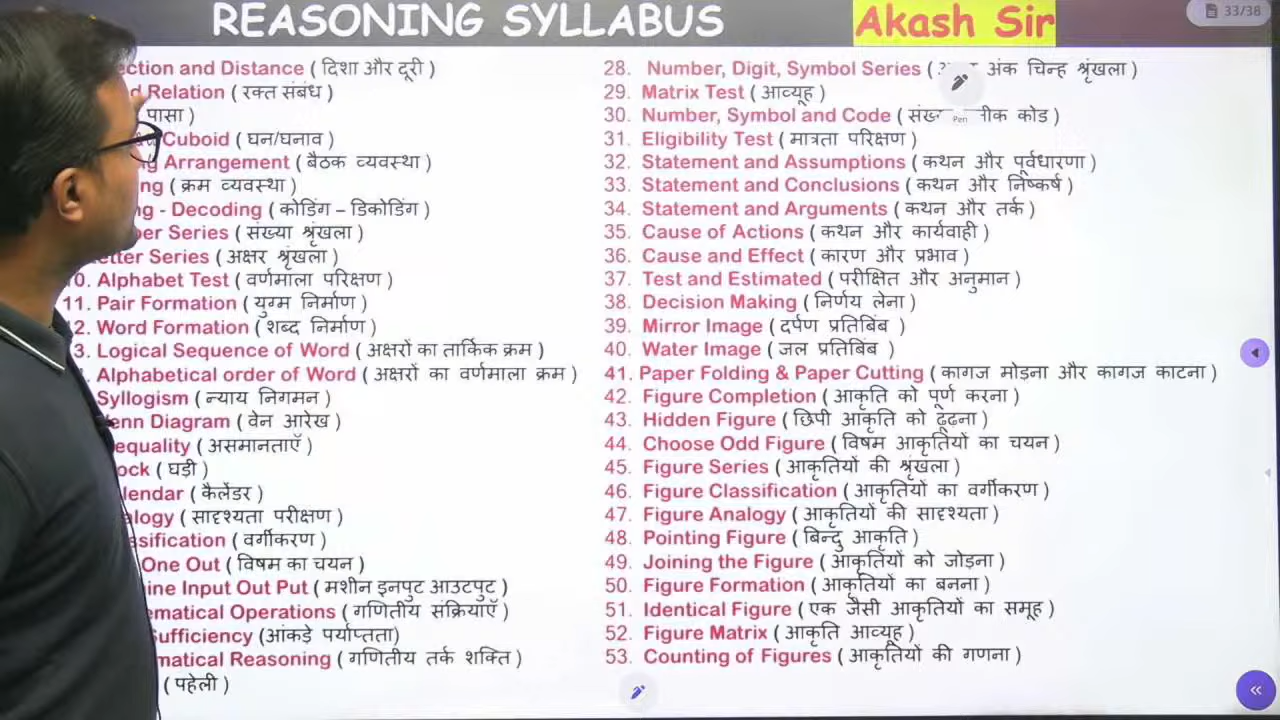 REASONING SYLLABUS
Akash Sir
33/38
ection and Distance ( दिशा और दूरी )
Relation ( रक्त संबंध )
( पासा )
Cuboid ( घन/घनाव )
Arrangement ( बैठक व्यवस्था )
ng ( क्रम व्यवस्था )
ng - Decoding ( कोडिंग – डिकोडिंग )
er Series ( संख्या श्रृंखला )
etter Series ( अक्षर श्रृंखला )
10. Alphabet Test ( वर्णमाला परिक्षण )
11. Pair Formation ( युग्म निर्माण )
12. Word Formation ( शब्द निर्माण )
3. Logical Sequence of Word ( अक्षरों का तार्किक क्रम )
Alphabetical order of Word ( अक्षरों का वर्णमाला क्रम )
Syllogism ( न्याय निगमन )
enn Diagram ( वेन आरेख )
equality ( असमानताएँ )
ock ( घड़ी )
lendar ( कैलेंडर )
alogy ( सादृश्यता परीक्षण )
ssification ( वर्गीकरण )
One Out ( विषम का चयन )
ine Input Out Put ( मशीन इनपुट आउटपुट )
ematical Operations ( गणितीय संक्रियाएँ )
Sufficiency (आंकड़े पर्याप्तता)
matical Reasoning ( गणितीय तर्क शक्ति )
( पहेली )
28. Number, Digit, Symbol Series ( अंक चिन्ह श्रृंखला )
29. Matrix Test ( आव्यूह )
30. Number, Symbol and Code ( कोड )
Pen
31. Eligibility Test ( मात्रता परिक्षण )
32. Statement and Assumptions ( कथन और पूर्वधारणा )
33. Statement and Conclusions ( कथन और निष्कर्ष )
34. Statement and Arguments ( कथन और तर्क )
35. Cause of Actions ( कथन और कार्यवाही )
36. Cause and Effect ( कारण और प्रभाव )
37. Test and Estimated ( परीक्षित और अनुमान )
38. Decision Making ( निर्णय लेना )
39. Mirror Image ( दर्पण प्रतिबिंब )
40. Water Image ( जल प्रतिबिंब )
41. Paper Folding & Paper Cutting ( कागज मोड़ना और कागज काटना )
42. Figure Completion ( आकृति को पूर्ण करना )
43. Hidden Figure ( छिपी आकृति को ढूंढ़ना )
44. Choose Odd Figure ( विषम आकृतियों का चयन )
45. Figure Series ( आकृतियों की श्रृंखला )
46. Figure Classification ( आकृतियों का वर्गीकरण )
47. Figure Analogy ( आकृतियों की सादृश्यता )
48. Pointing Figure ( बिन्दु आकृति )
49. Joining the Figure ( आकृतियों को जोड़ना )
50. Figure Formation ( आकृतियों का बनना )
51. Identical Figure ( एक जैसी आकृतियों का समूह )
52. Figure Matrix ( आकृति आव्यूह )
53. Counting of Figures ( आकृतियों की गणना )